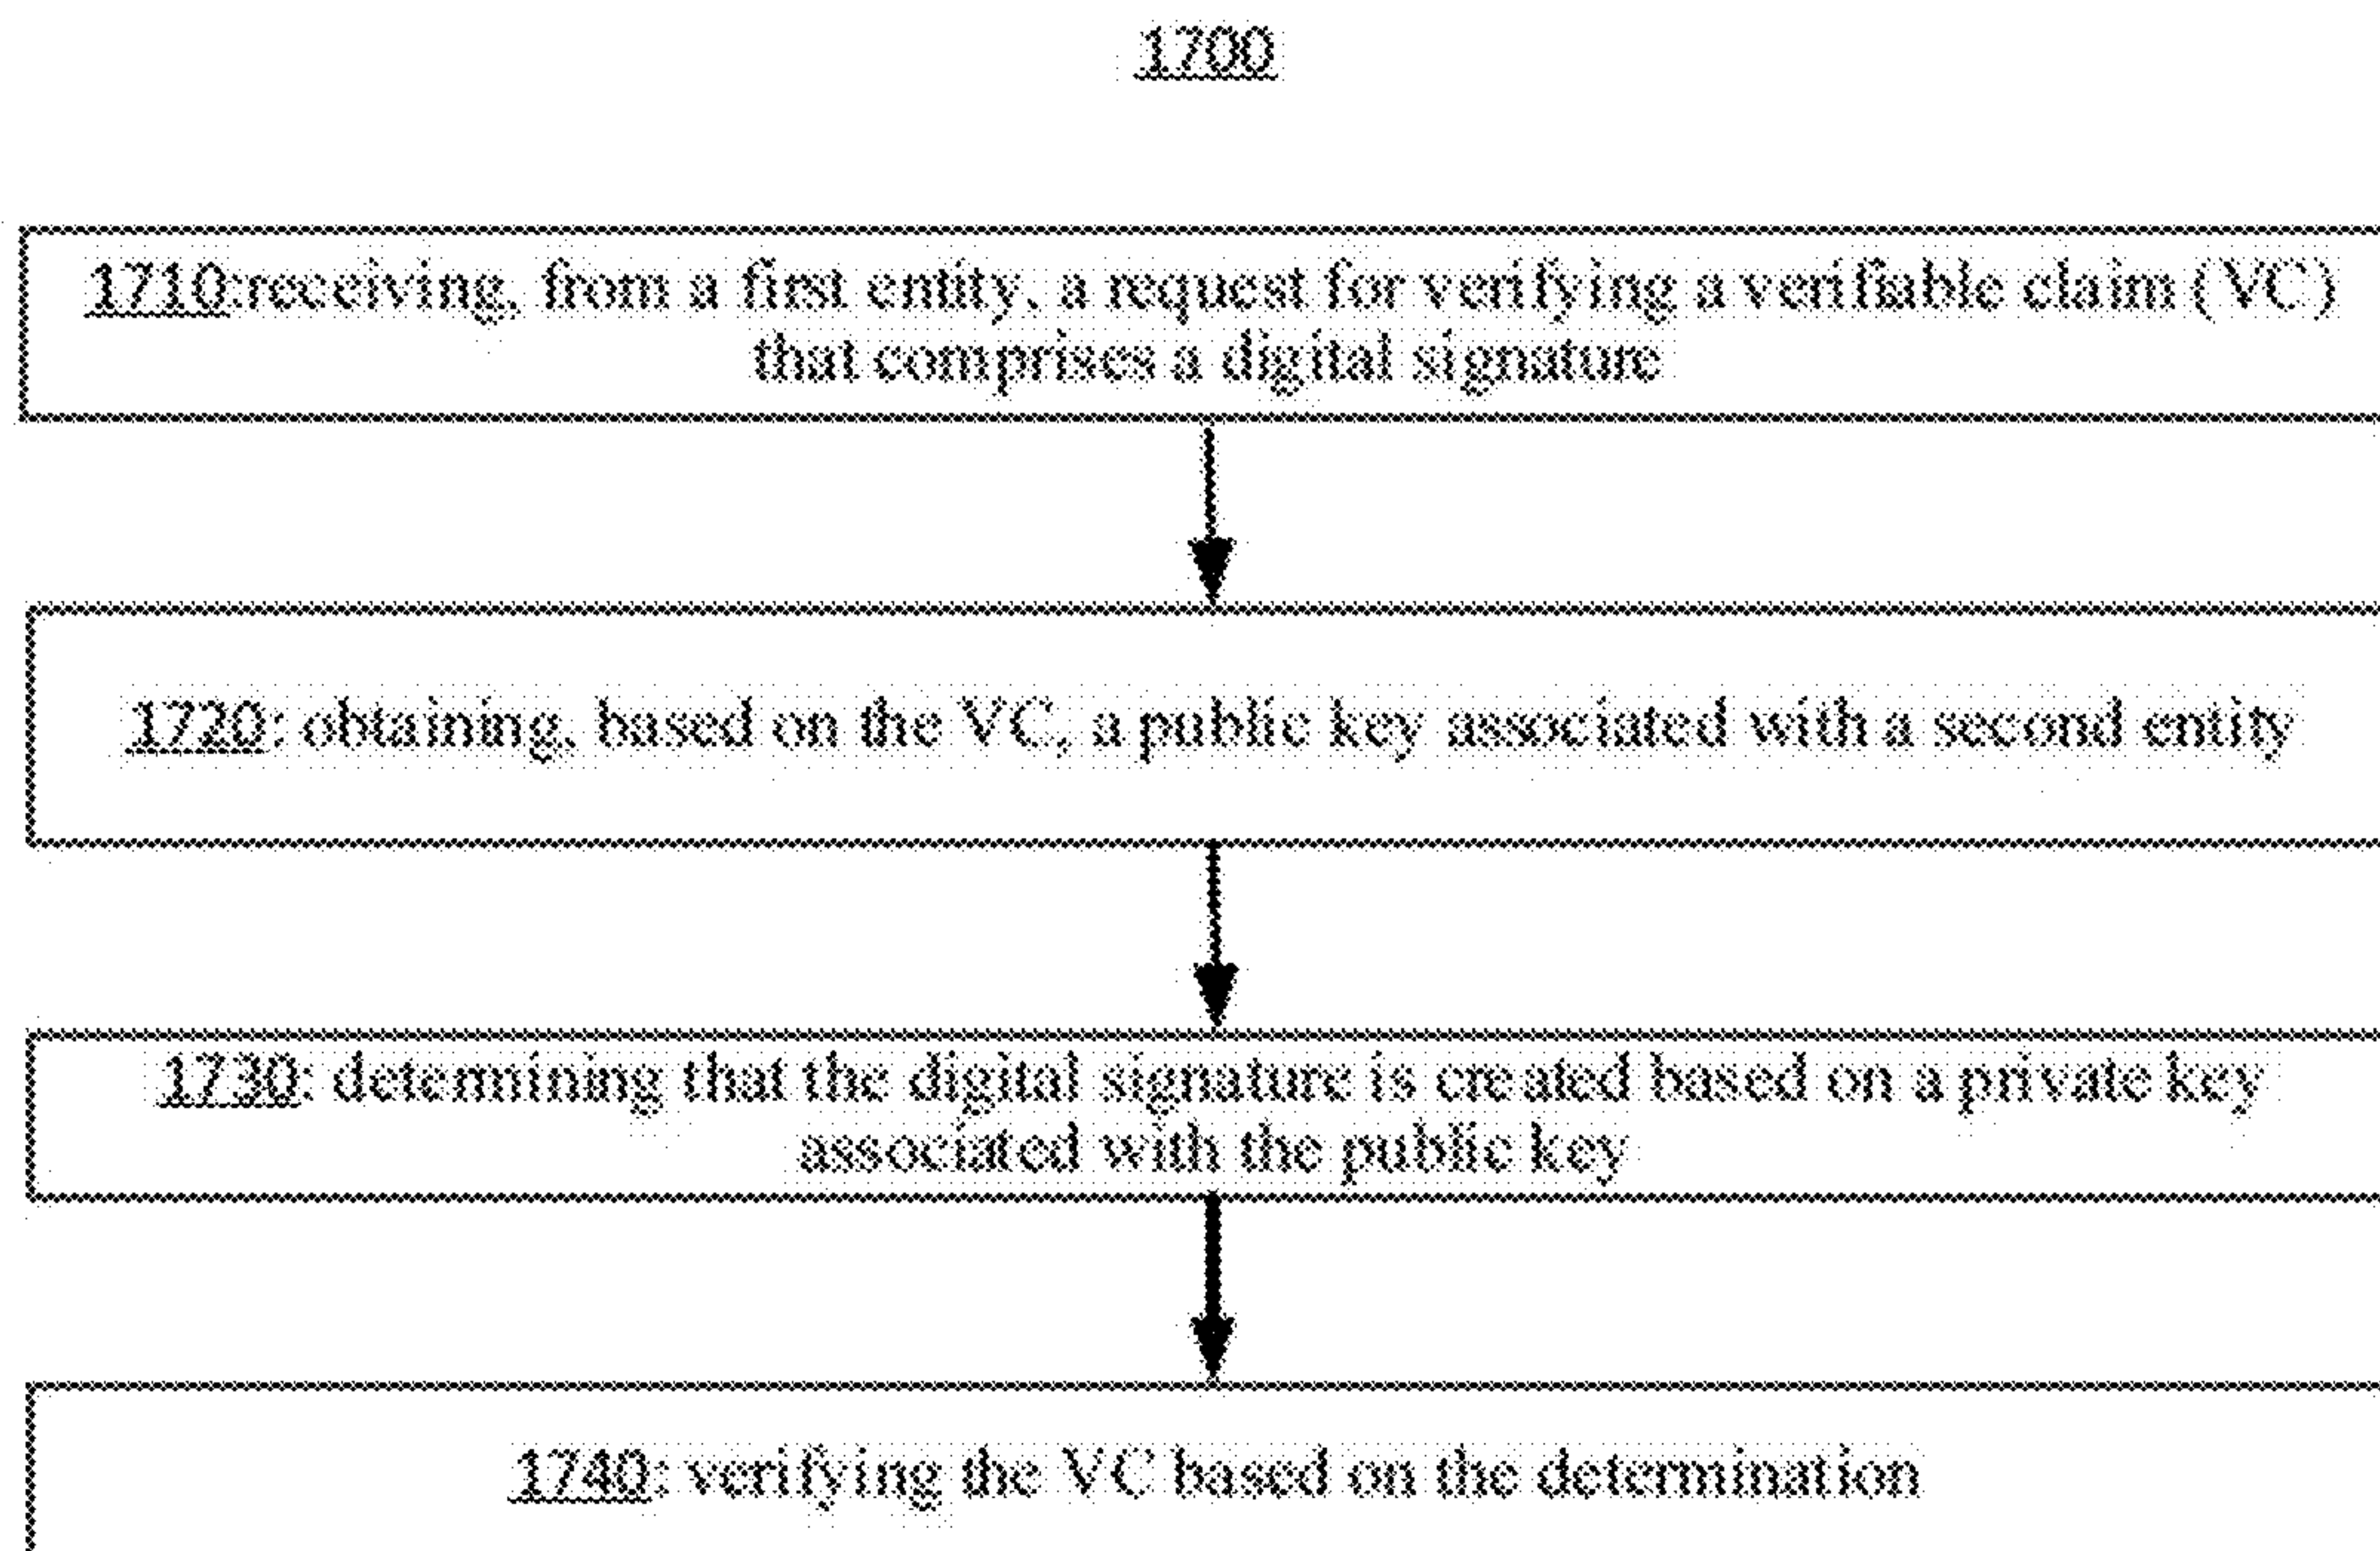 1700
1710:receiving, from a first entity, a request for verifying a verifiable claim (VC)
that comprises a digital signature
1720: obtaining, based on the VC, a public key associated with a second entity
1730: determining that the digital signature is created based on a private key
associated with the public key
1740: verifying the VC based on the determination